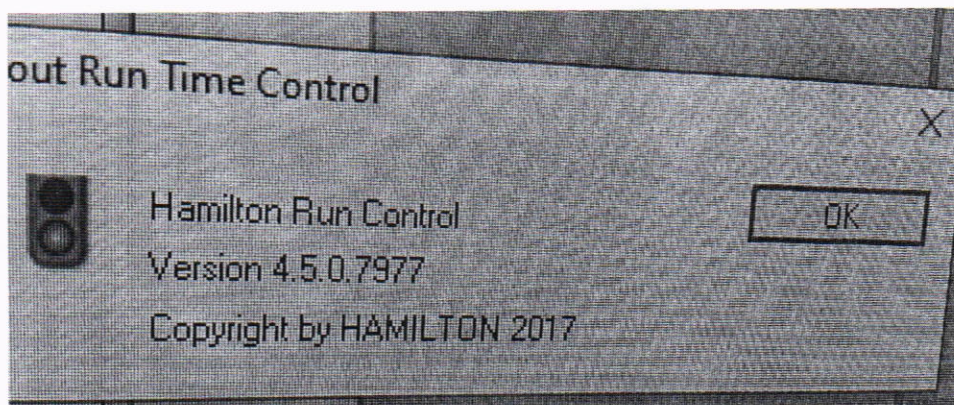 out Run Time Control
X
Hamilton Run Control
OK
Version 4.5.0.7977
Copyright by HAMILTON 2017